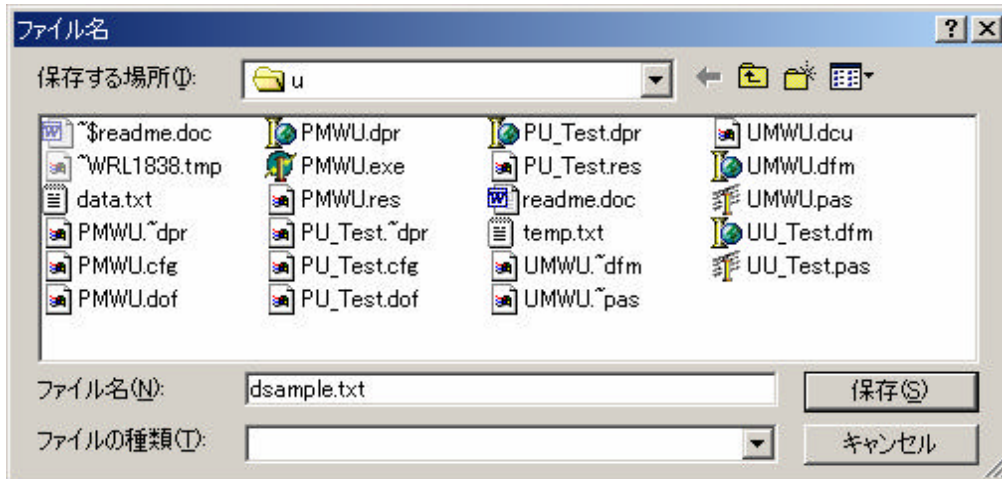 ファイル名
保存する場所(I):
u
~$readme.doc PMWU.dpr PU_Test.dpr UMWU.dcu
~WRL1838.tmp PMWU.exe PU_Test.res UMWU.dfm
data.txt PMWU.res readme.doc UMWU.pas
PMWU.~dpr PU_Test.~dpr temp.txt UU_Test.dfm
PMWU.cfg PU_Test.cfg UMWU.~dfm UU_Test.pas
PMWU.dof PU_Test.dof UMWU.~pas
ファイル名(N): dsample.txt 保存(S)
ファイルの種類(T): キャンセル